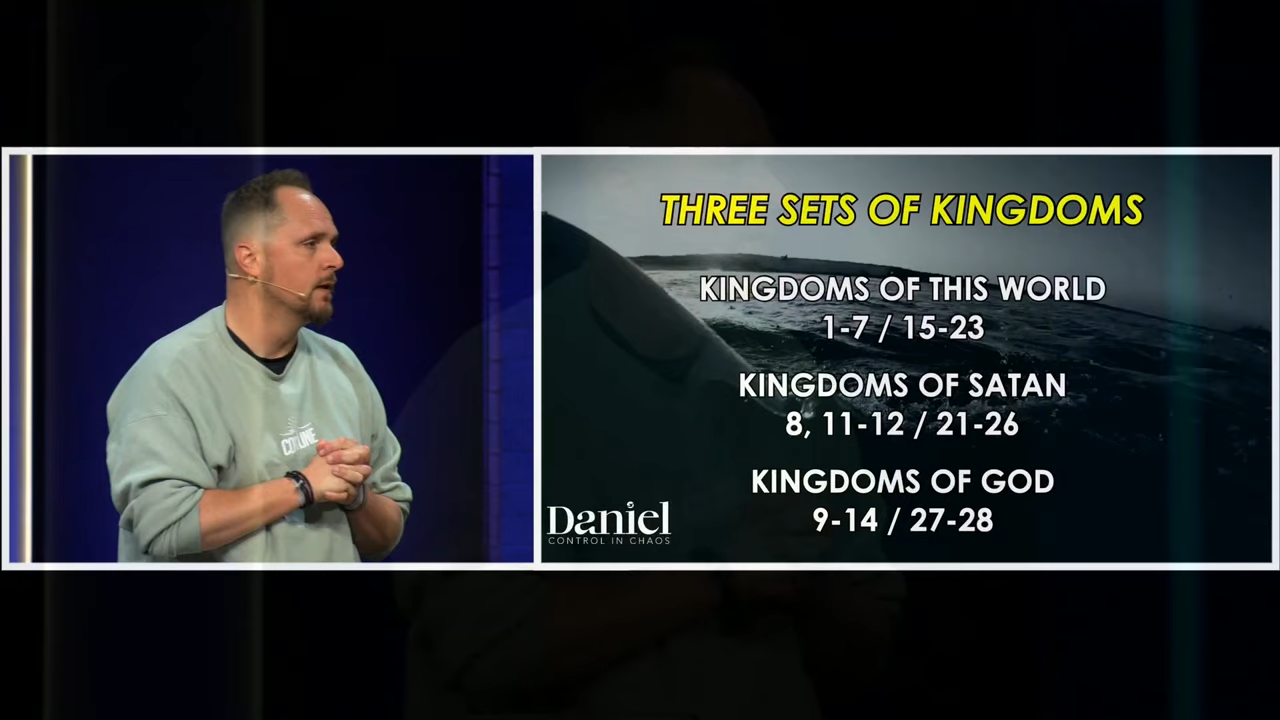 THREE SETS OF KINGDOMS
KINGDOMS OF THIS WORLD
1-7 / 15-23
KINGDOMS OF SATAN
8, 11-12 / 21-26
KINGDOMS OF GOD
9-14 / 27-28
Daniel
CONTROL IN CHAOS